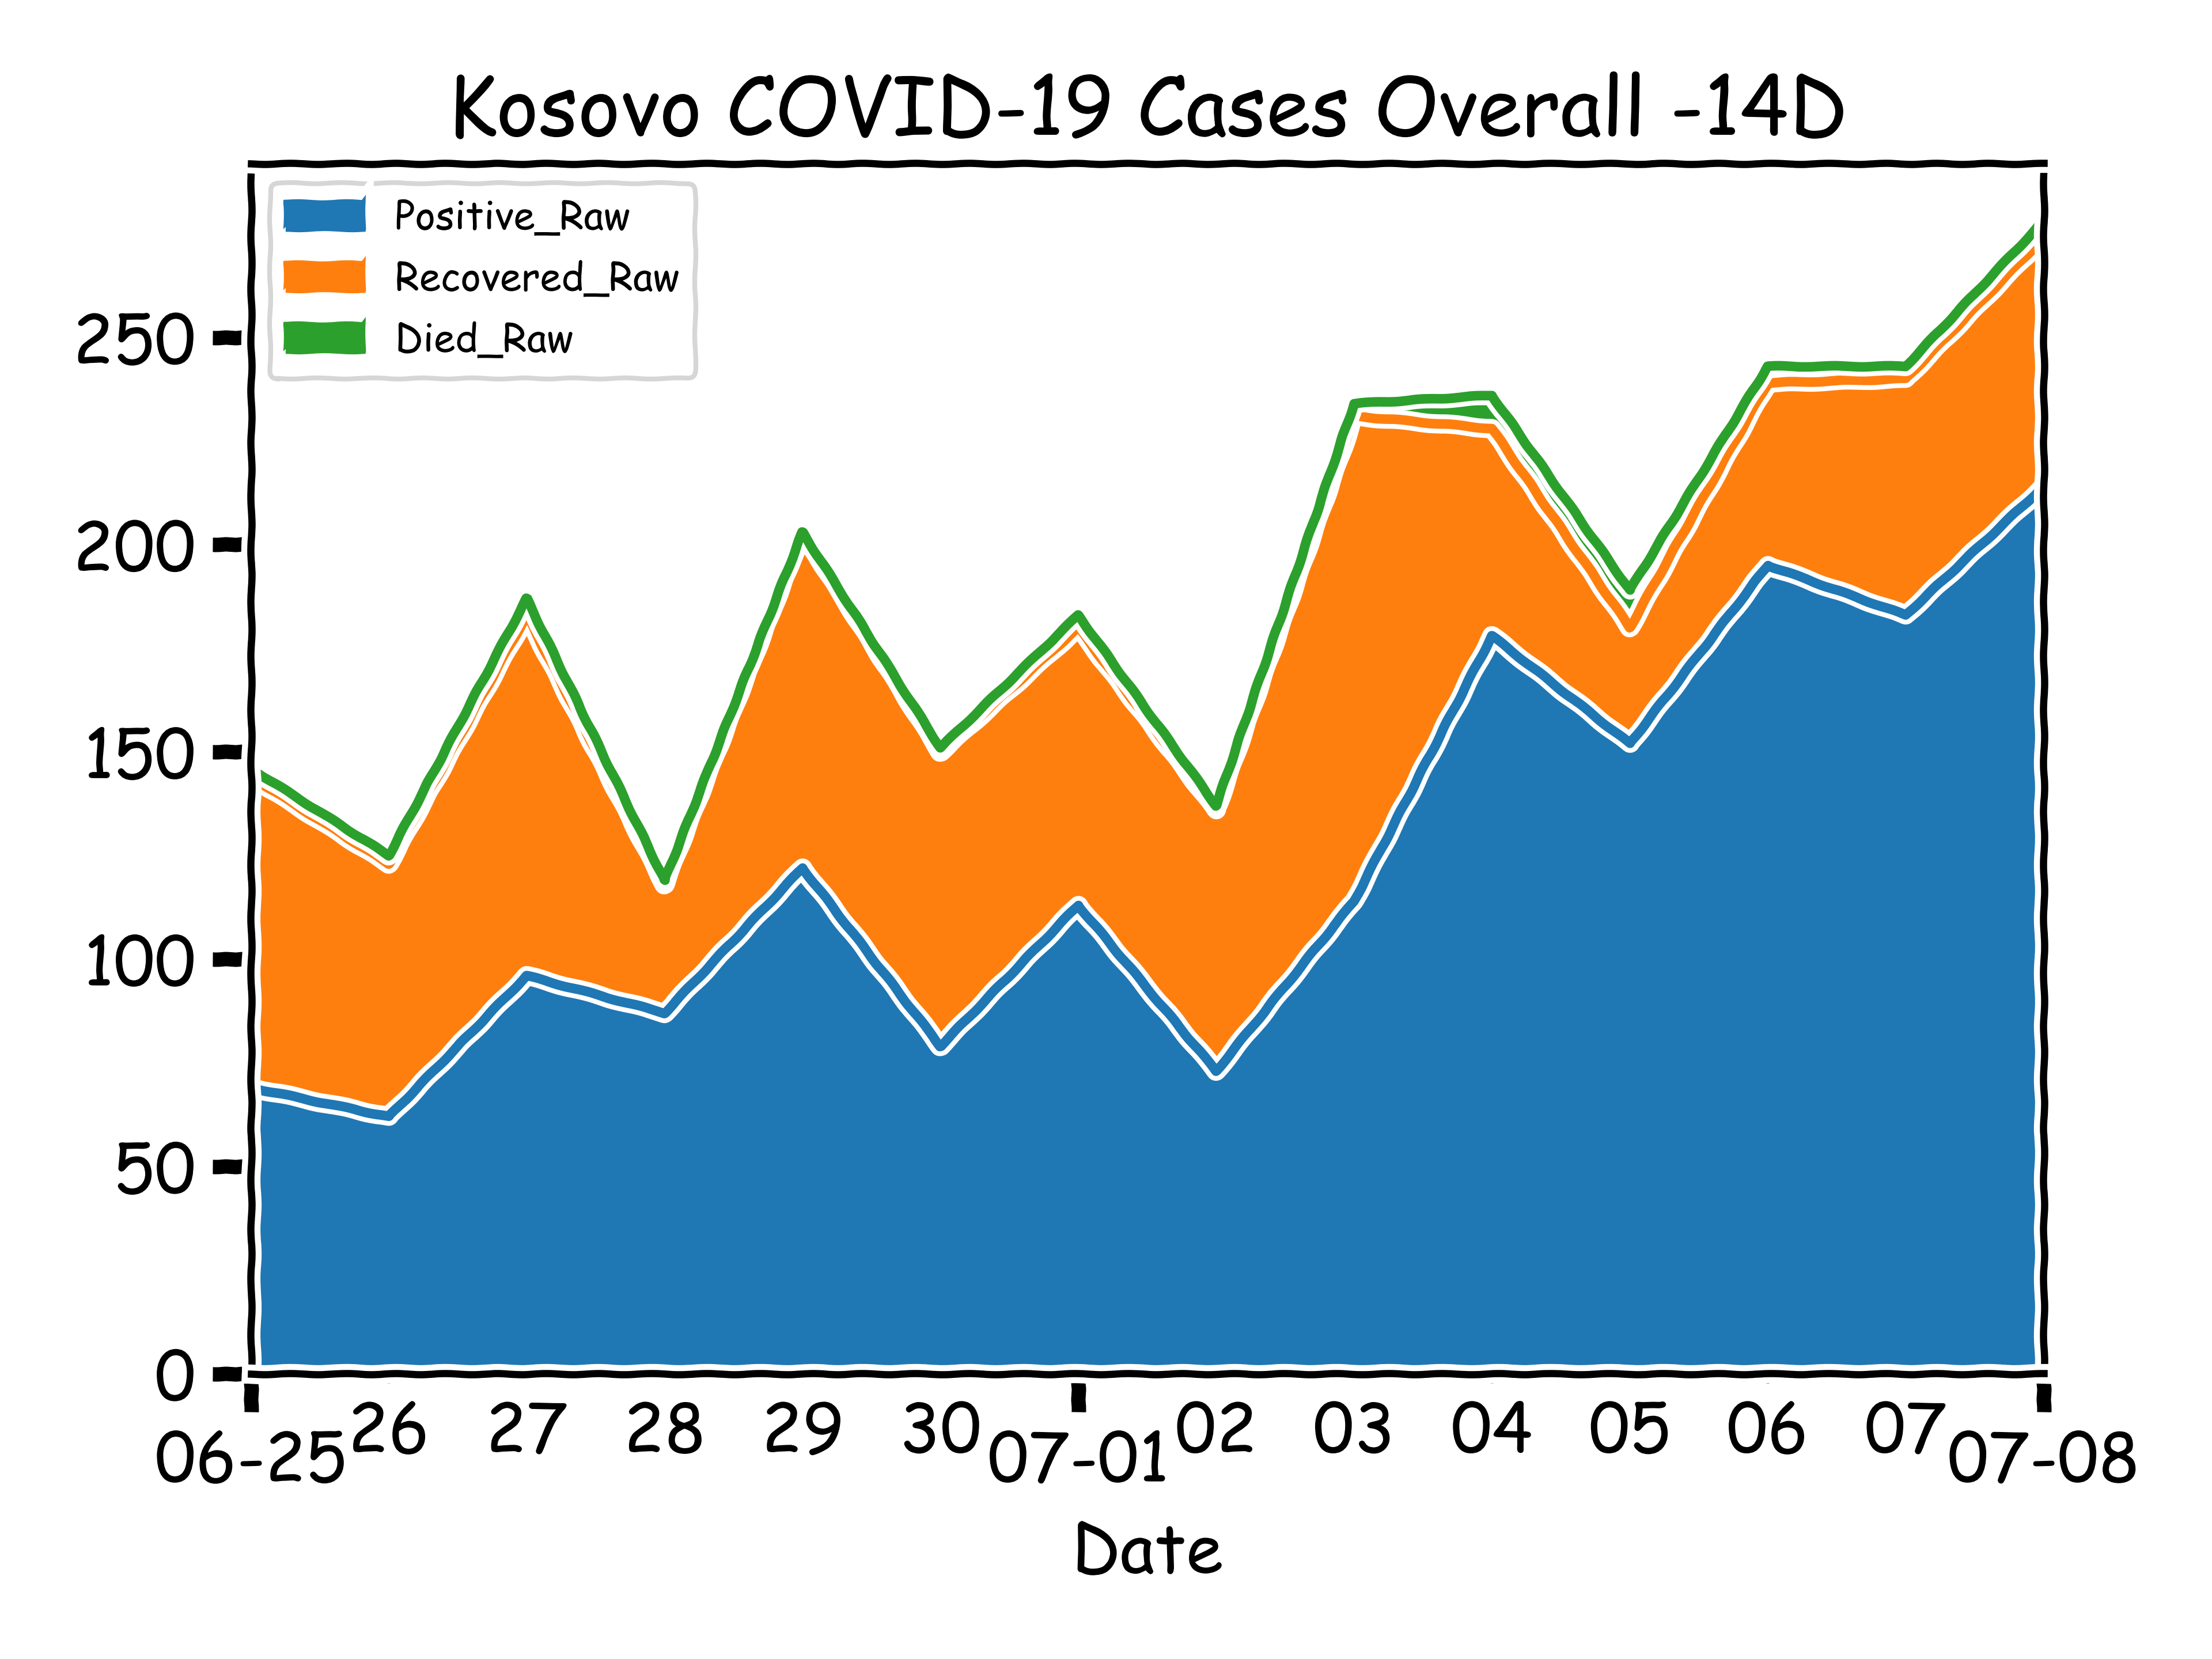 Kosovo COVID-19 Cases Overall -14D
Positive_Raw
Recovered_Raw
Died_Raw
250
200
150
100
50
0
06-25 26 27 28 29 30 07-01 02 03 04 05 06 07 07-08
Date